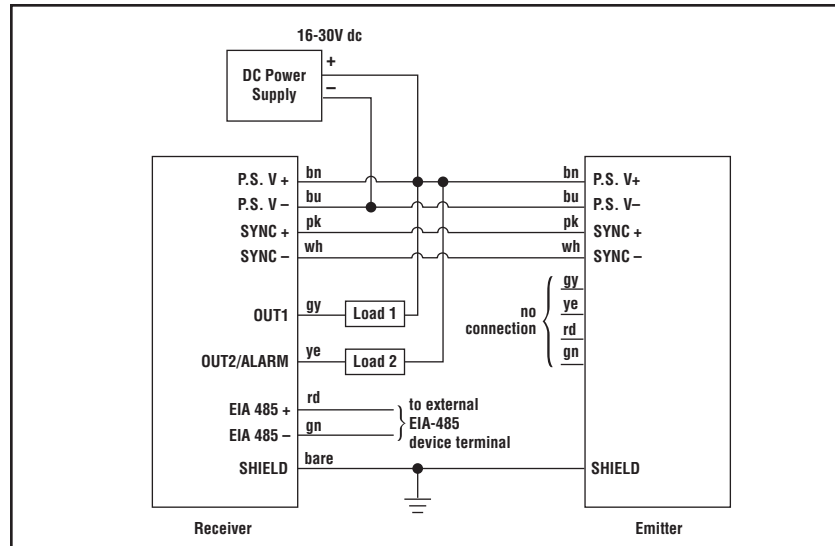 16-30V dc
DC Power
Supply
+
–
P.S. V +
bn
bn
P.S. V+
P.S. V –
bu
bu
P.S. V–
SYNC +
pk
pk
SYNC +
SYNC –
wh
wh
SYNC –
gy
ye
rd
gn
no
connection
OUT1
gy
Load 1
OUT2/ALARM
ye
Load 2
EIA 485 +
rd
EIA 485 –
gn
to external
EIA-485
device terminal
SHIELD
bare
SHIELD
Receiver
Emitter